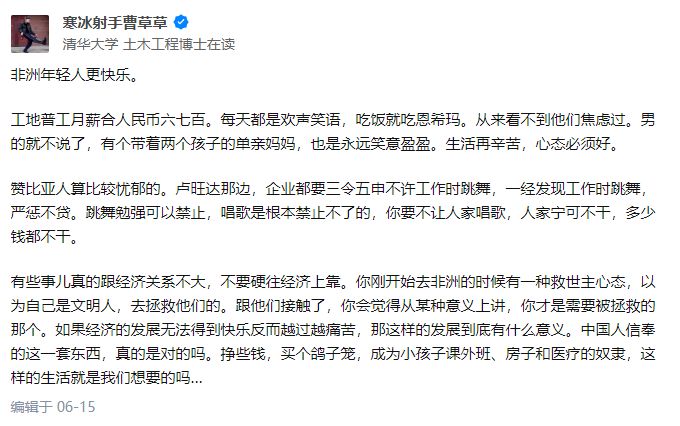 寒冰射手曹草草
清华大学 土木工程博士在读
非洲年轻人更快乐。
工地普工月薪合人民币六七百。每天都是欢声笑语，吃饭就吃恩希玛。从来看不到他们焦虑过。男
的就不说了，有个带着两个孩子的单亲妈妈，也是永远笑意盈盈。生活再辛苦，心态必须好。
赞比亚人算比较忧郁的。卢旺达那边，企业都要三令五申不许工作时跳舞，一经发现工作时跳舞，
严惩不贷。跳舞勉强可以禁止，唱歌是根本禁止不了的，你要不让人家唱歌，人家宁可不干，多少
钱都不干。
有些事儿真的跟经济关系不大，不要硬往经济上靠。你刚开始去非洲的时候有一种救世主心态，以
为自己是文明人，去拯救他们的。跟他们接触了，你会觉得从某种意义上讲，你才是需要被拯救的
那个。如果经济的发展无法得到快乐反而越过越痛苦，那这样的发展到底有什么意义。中国人信奉
的这一套东西，真的是对的吗。挣些钱，买个鸽子笼，成为小孩子课外班、房子和医疗的奴隶，这
样的生活就是我们想要的吗...
编辑于 06-15